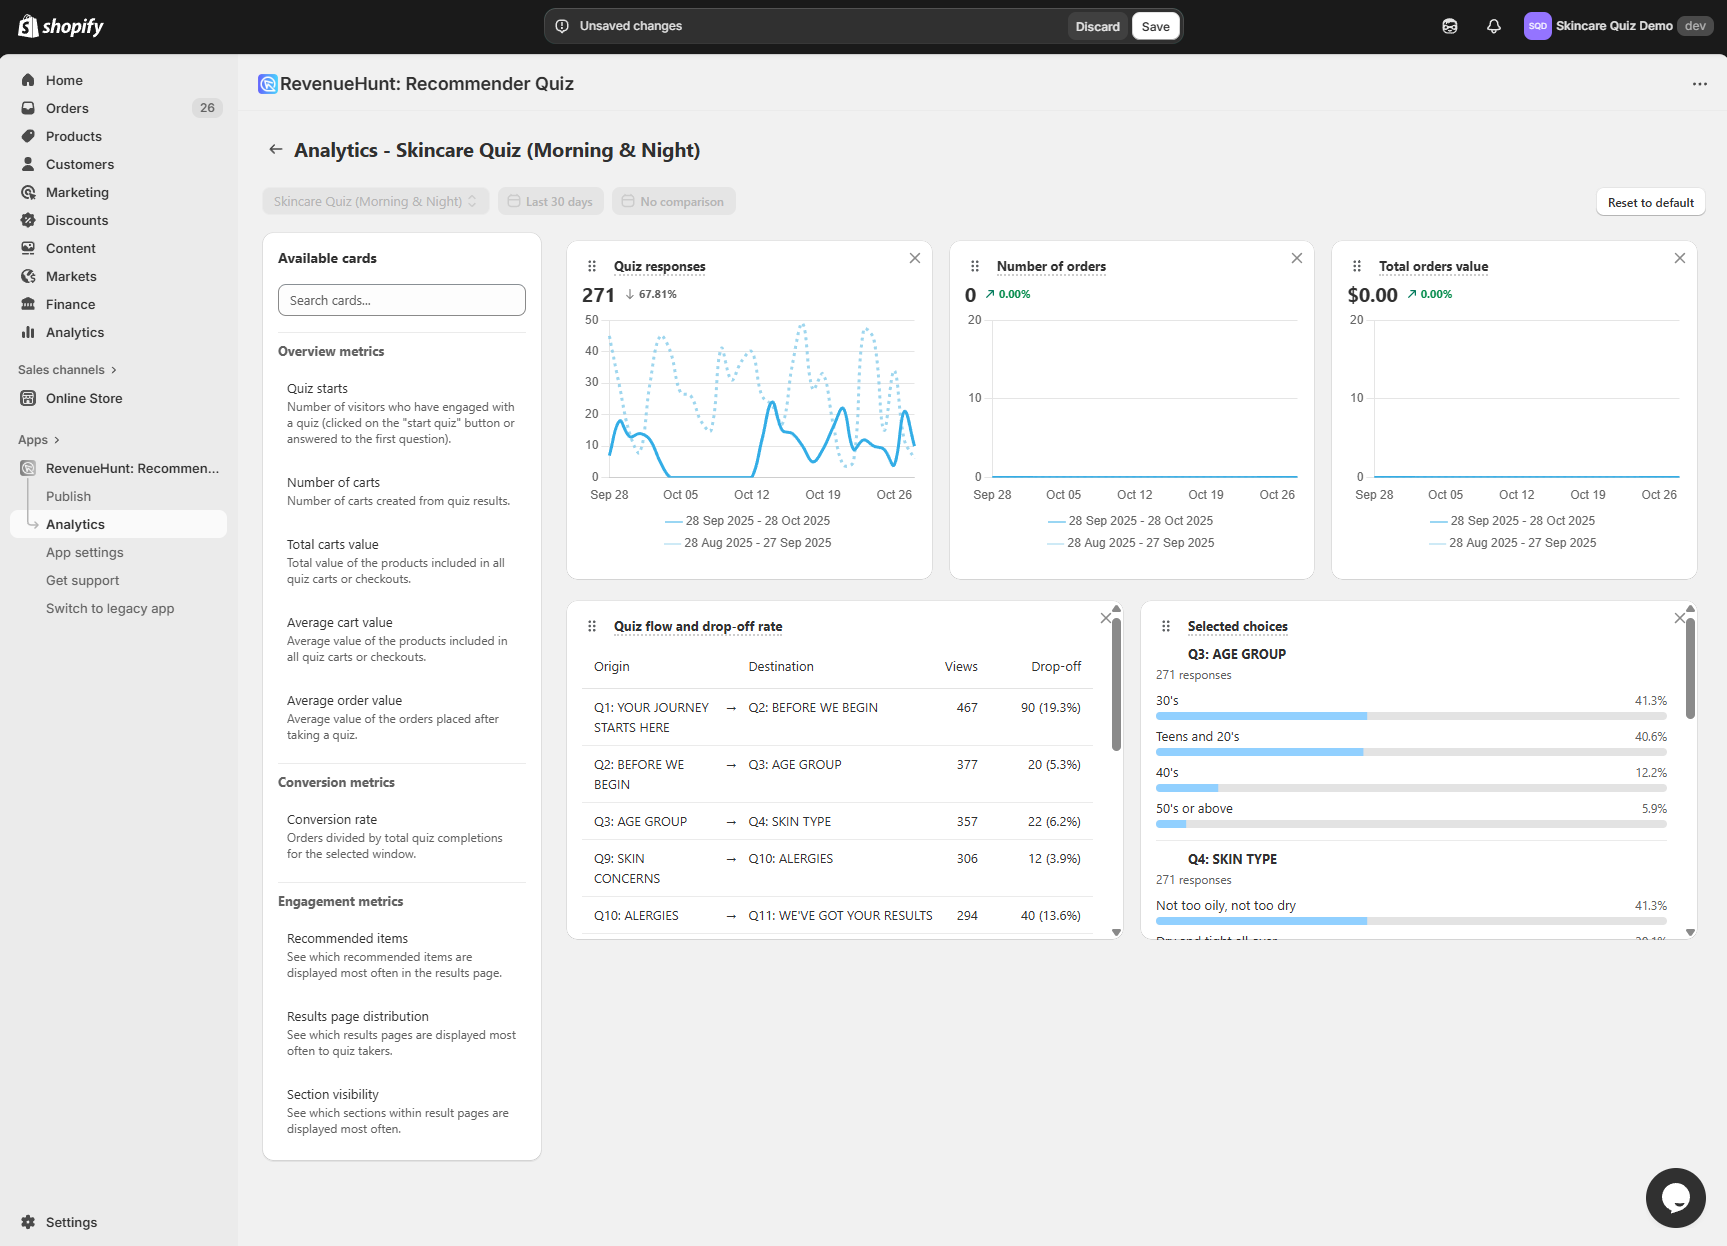 shopify
Unsaved changes
Discard
Save
SQD
Skincare Quiz Demo
dev
Home
Orders
26
Products
Customers
Marketing
Discounts
Content
Markets
Finance
Analytics
Sales channels
Online Store
Apps
RevenueHunt: Recommen...
Publish
Analytics
App settings
Get support
Switch to legacy app
Settings
RevenueHunt: Recommender Quiz
Analytics - Skincare Quiz (Morning & Night)
Skincare Quiz (Morning & Night)
Last 30 days
No comparison
Reset to default
Available cards
Search cards...
Overview metrics
Quiz starts
Number of visitors who have engaged with
a quiz (clicked on the "start quiz" button or
answered to the first question).
Number of carts
Number of carts created from quiz results.
Total carts value
Total value of the products included in all
quiz carts or checkouts.
Average cart value
Average value of the products included in
all quiz carts or checkouts.
Average order value
Average value of the orders placed after
taking a quiz.
Conversion metrics
Conversion rate
Orders divided by total quiz completions
for the selected window.
Engagement metrics
Recommended items
See which recommended items are
displayed most often in the results page.
Results page distribution
See which results pages are displayed most
often to quiz takers.
Section visibility
See which sections within result pages are
displayed most often.
Quiz responses
271 ↓ 67.81%
50
40
30
20
10
0
Sep 28 Oct 05 Oct 12 Oct 19 Oct 26
28 Sep 2025 - 28 Oct 2025
28 Aug 2025 - 27 Sep 2025
Number of orders
0 ↗ 0.00%
20
10
0
Sep 28 Oct 05 Oct 12 Oct 19 Oct 26
28 Sep 2025 - 28 Oct 2025
28 Aug 2025 - 27 Sep 2025
Total orders value
$0.00 ↗ 0.00%
20
10
0
Sep 28 Oct 05 Oct 12 Oct 19 Oct 26
28 Sep 2025 - 28 Oct 2025
28 Aug 2025 - 27 Sep 2025
Quiz flow and drop-off rate
Origin Destination Views Drop-off
Q1: YOUR JOURNEY → Q2: BEFORE WE BEGIN 467 90 (19.3%)
STARTS HERE
Q2: BEFORE WE → Q3: AGE GROUP 377 20 (5.3%)
BEGIN
Q3: AGE GROUP → Q4: SKIN TYPE 357 22 (6.2%)
Q9: SKIN → Q10: ALERGIES 306 12 (3.9%)
CONCERNS
Q10: ALERGIES → Q11: WE'VE GOT YOUR RESULTS 294 40 (13.6%)
Selected choices
Q3: AGE GROUP
271 responses
30's 41.3%
Teens and 20's 40.6%
40's 12.2%
50's or above 5.9%
Q4: SKIN TYPE
271 responses
Not too oily, not too dry 41.3%